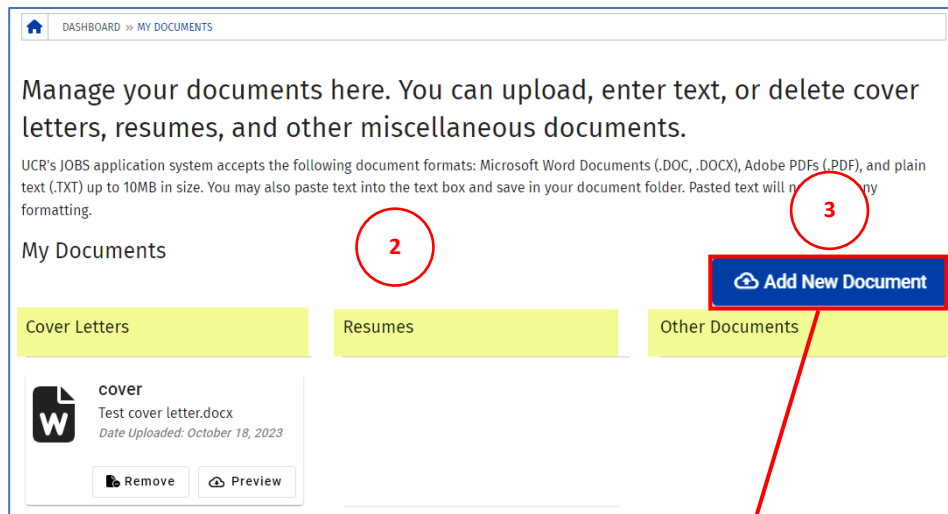 DASHBOARD » MY DOCUMENTS
Manage your documents here. You can upload, enter text, or delete cover
letters, resumes, and other miscellaneous documents.
UCR's JOBS application system accepts the following document formats: Microsoft Word Documents (.DOC, .DOCX), Adobe PDFs (.PDF), and plain
text (.TXT) up to 10MB in size. You may also paste text into the text box and save in your document folder. Pasted text will
formatting.
3
My Documents
2
Add New Document
Cover Letters
Resumes
Other Documents
cover
W
Test cover letter.docx
Date Uploaded: October 18, 2023
Remove
Preview